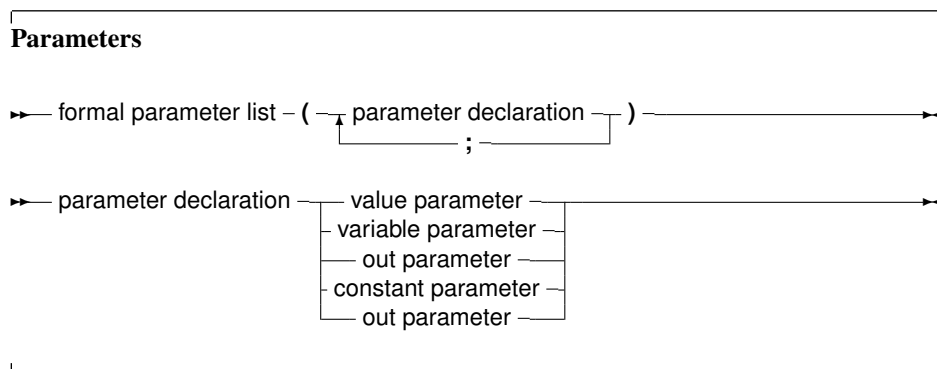 Parameters
formal parameter list ( parameter declaration )
;
parameter declaration value parameter
variable parameter
out parameter
constant parameter
out parameter